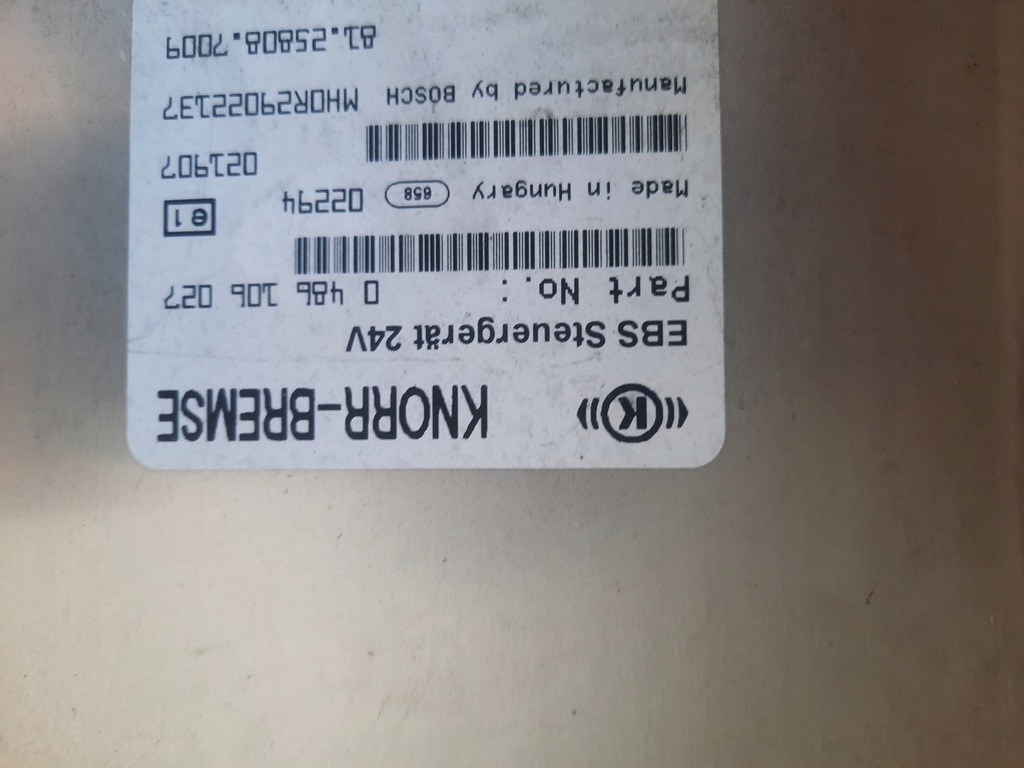 K KNORR-BREMSE
EBS Steuergerät 24V
Part No. : 0 486 106 027
Made in Hungary 658 02294 e1
021907
Manufactured by BOSCH MHOR29022137
81.25808.7009